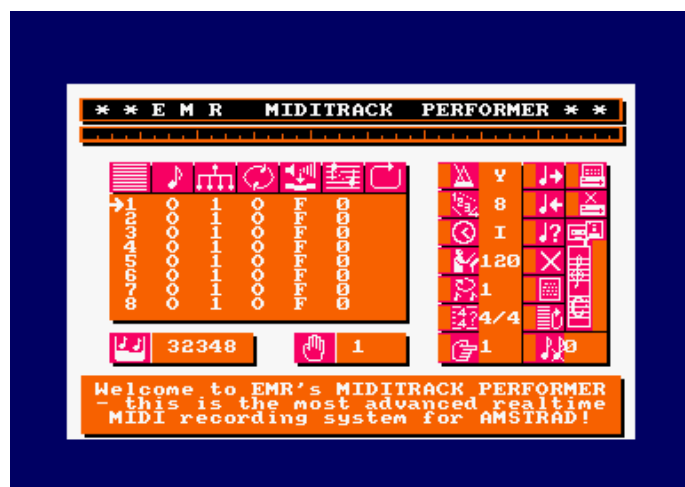 * * E M R MIDITRACK PERFORMER * *
→1 0 1 0 F 0
2 0 1 0 F 0
3 0 1 0 F 0
4 0 1 0 F 0
5 0 1 0 F 0
6 0 1 0 F 0
7 0 1 0 F 0
8 0 1 0 F 0
Y
8
I
?
120
1
4/4
1
0
32348
1
Welcome to EMR's MIDITRACK PERFORMER
- this is the most advanced realtime
MIDI recording system for AMSTRAD!